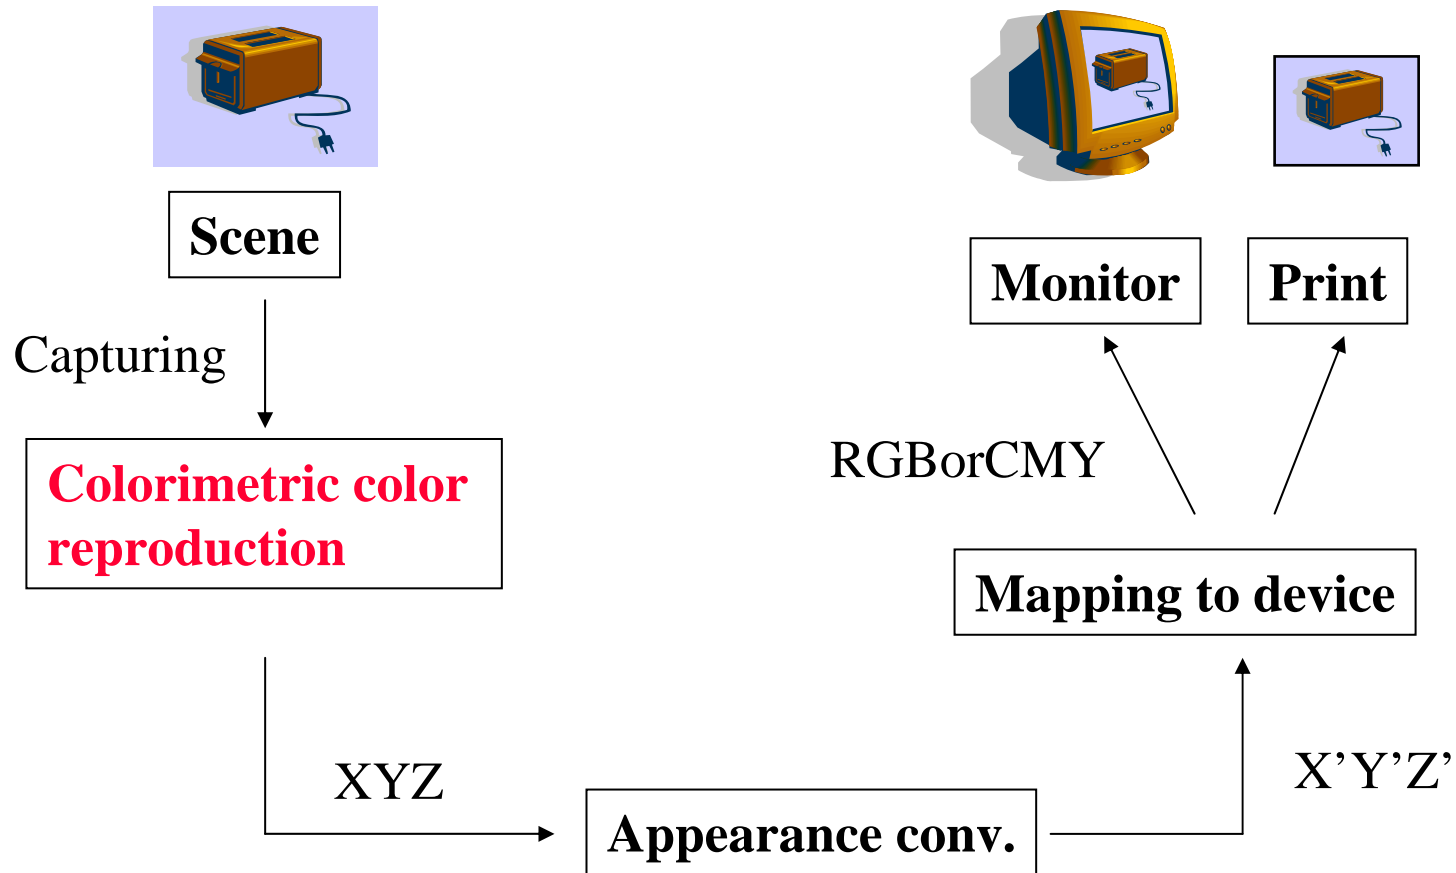 Scene
Capturing
Colorimetric color
reproduction
XYZ
Appearance conv.
X’Y’Z’
Mapping to device
RGBorCMY
Monitor
Print